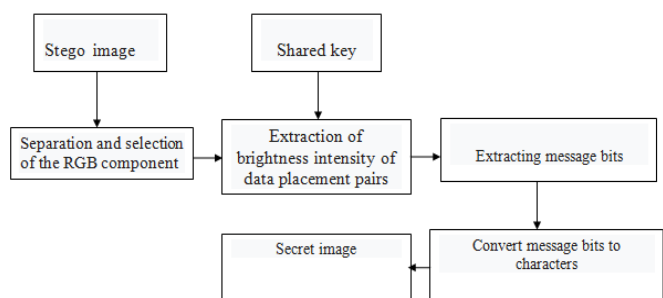 Stego image
Shared key
Separation and selection
of the RGB component
Extraction of
brightness intensity of
data placement pairs
Extracting message bits
Secret image
Convert message bits to
characters